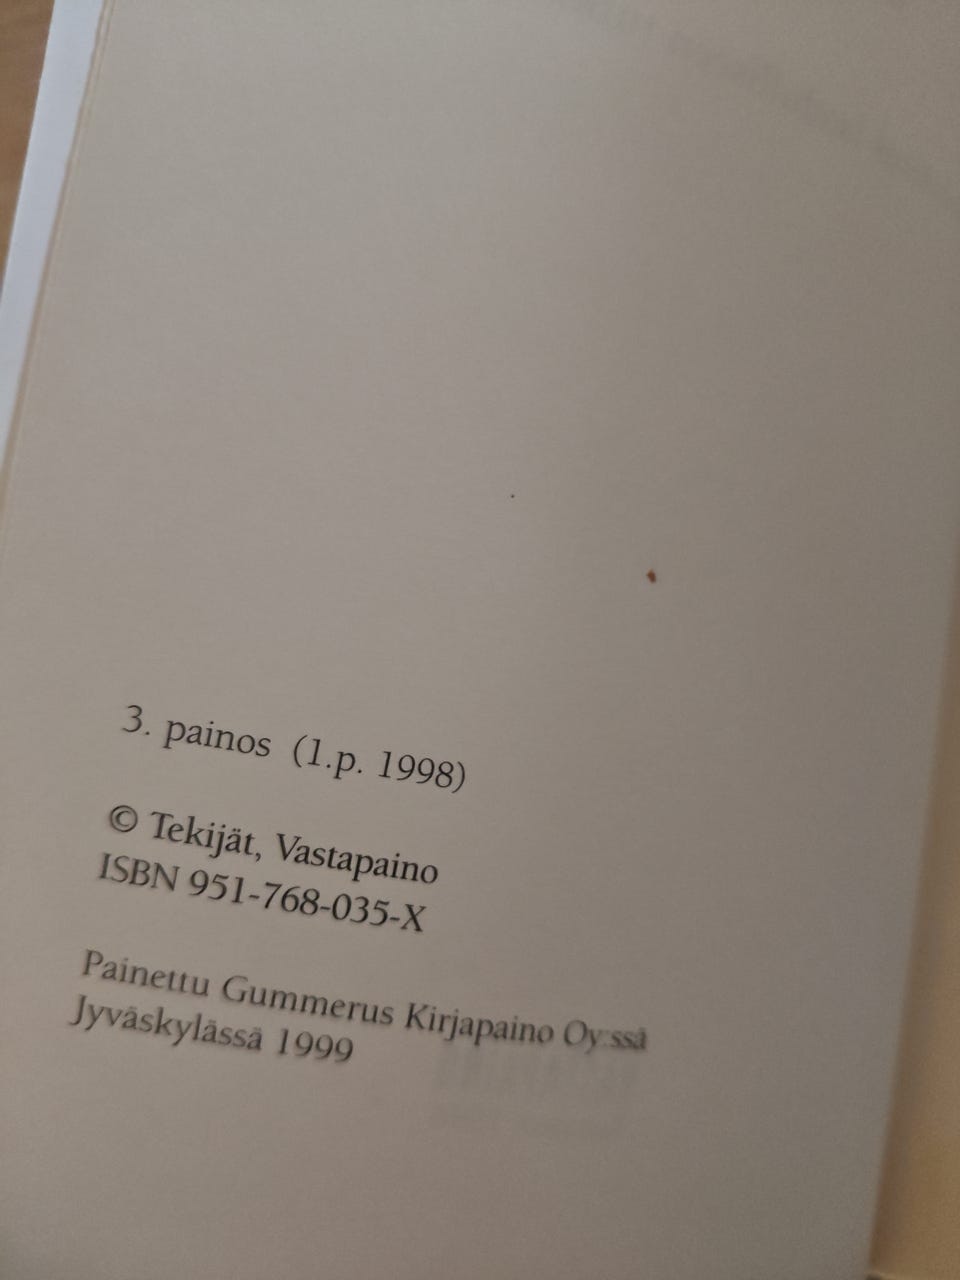 3. painos (1.p. 1998)
© Tekijät, Vastapaino
ISBN 951-768-035-X
Painettu Gummerus Kirjapaino Oy:ssä
Jyväskylässä 1999